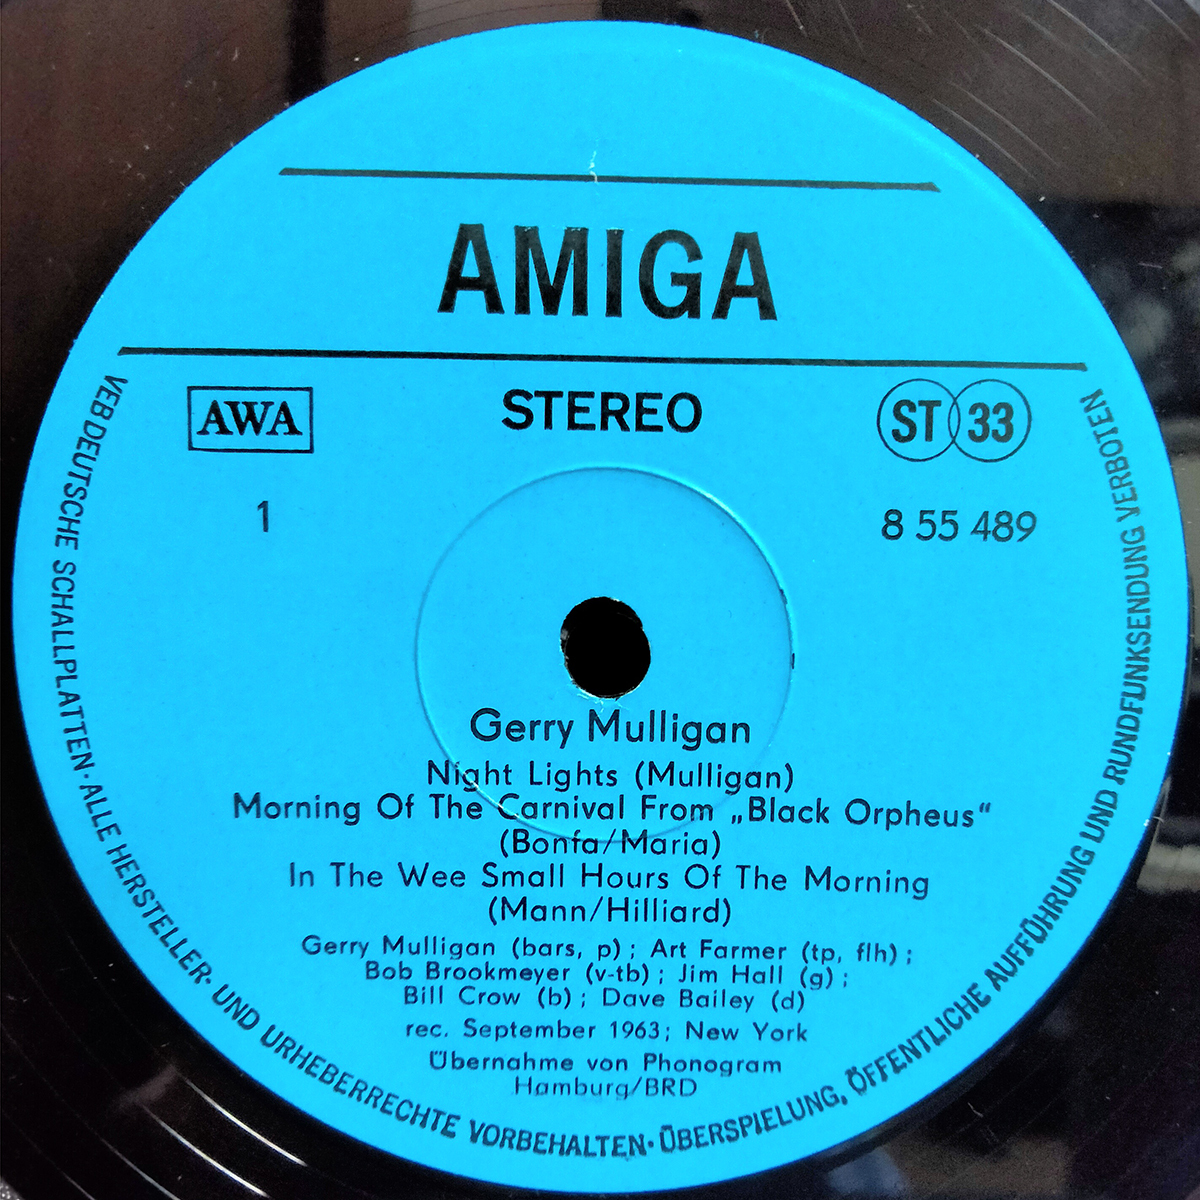 AMIGA
AWA
STEREO
ST 33
1
8 55 489
Gerry Mulligan
Night Lights (Mulligan)
Morning Of The Carnival From „Black Orpheus“
(Bonfa/Maria)
In The Wee Small Hours Of The Morning
(Mann/Hilliard)
Gerry Mulligan (bars, p) ; Art Farmer (tp, flh) ;
Bob Brookmeyer (v-tb) ; Jim Hall (g) ;
Bill Crow (b) ; Dave Bailey (d)
rec. September 1963; New York
Übernahme von Phonogram
Hamburg/BRD
VEB DEUTSCHE SCHALLPLATTEN · ALLE HERSTELLER- UND URHEBERRECHTE VORBEHALTEN · ÜBERSPIELUNG, ÖFFENTLICHE AUFFÜHRUNG UND RUNDFUNKSENDUNG VERBOTEN